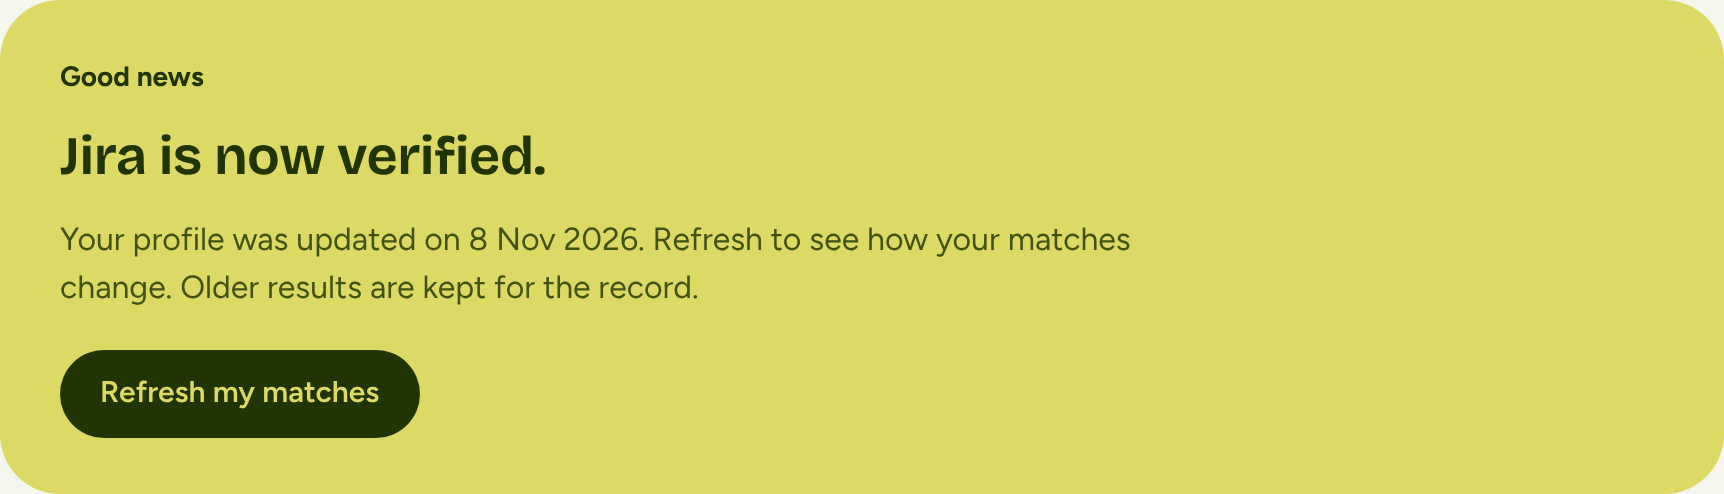 Good news
Jira is now verified.
Your profile was updated on 8 Nov 2026. Refresh to see how your matches
change. Older results are kept for the record.
Refresh my matches